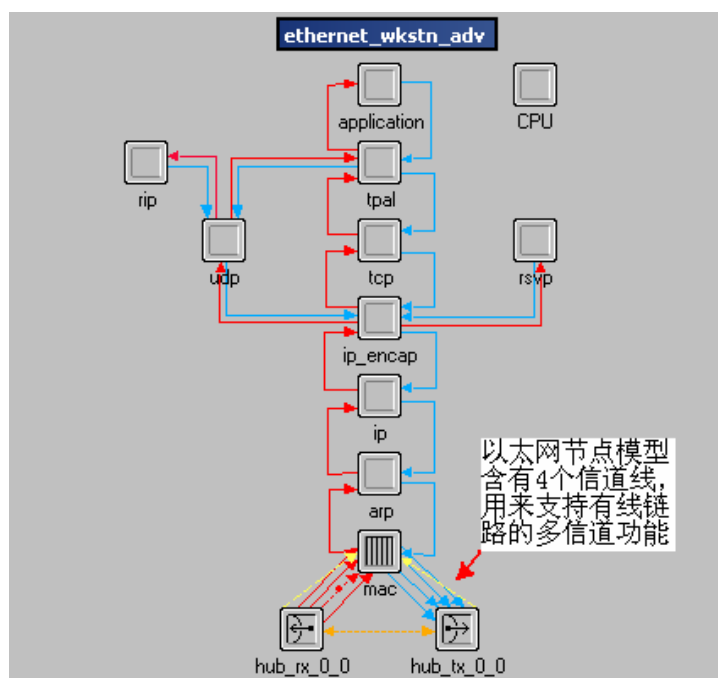 ethernet_wkstn_adv
application
CPU
rip
tpal
udp
tcp
rsvp
ip_encap
ip
以太网节点模型
含有4个信道线,
用来支持有线链
路的多信道功能
arp
mac
hub_rx_0_0
hub_tx_0_0